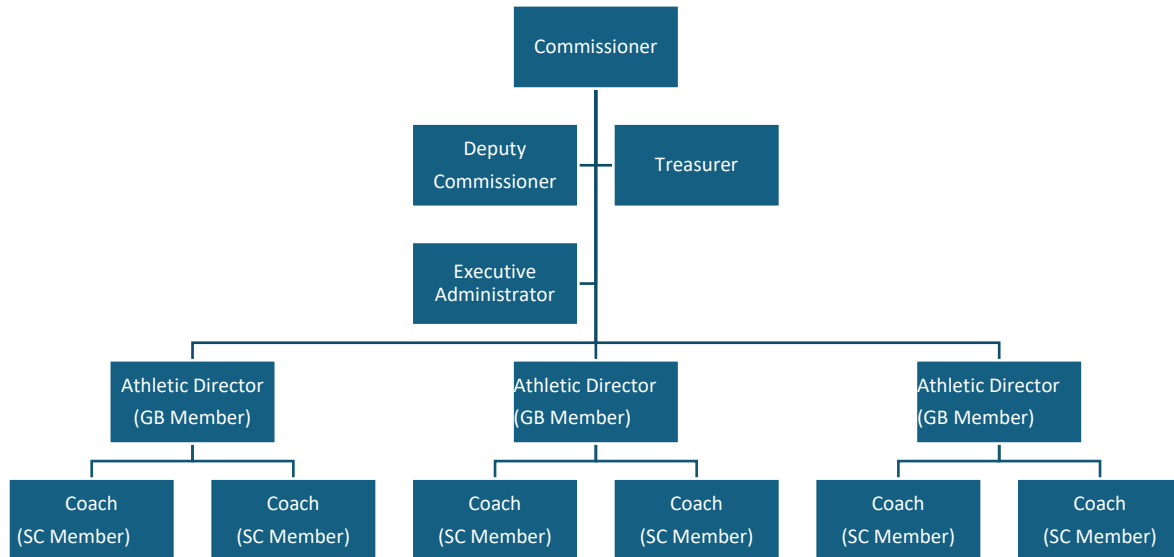 Commissioner
Deputy
Commissioner
Treasurer
Executive
Administrator
Athletic Director
(GB Member)
Athletic Director
(GB Member)
Athletic Director
(GB Member)
Coach
(SC Member)
Coach
(SC Member)
Coach
(SC Member)
Coach
(SC Member)
Coach
(SC Member)
Coach
(SC Member)